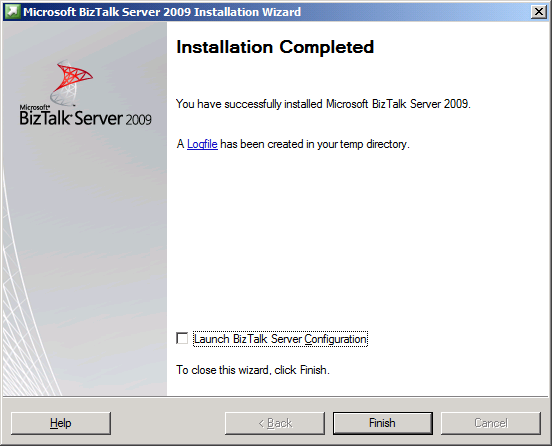 Microsoft BizTalk Server 2009 Installation Wizard
Installation Completed
Microsoft®
BizTalk® Server 2009
You have successfully installed Microsoft BizTalk Server 2009.
A Logfile has been created in your temp directory.
Launch BizTalk Server Configuration
To close this wizard, click Finish.
Help
< Back
Finish
Cancel